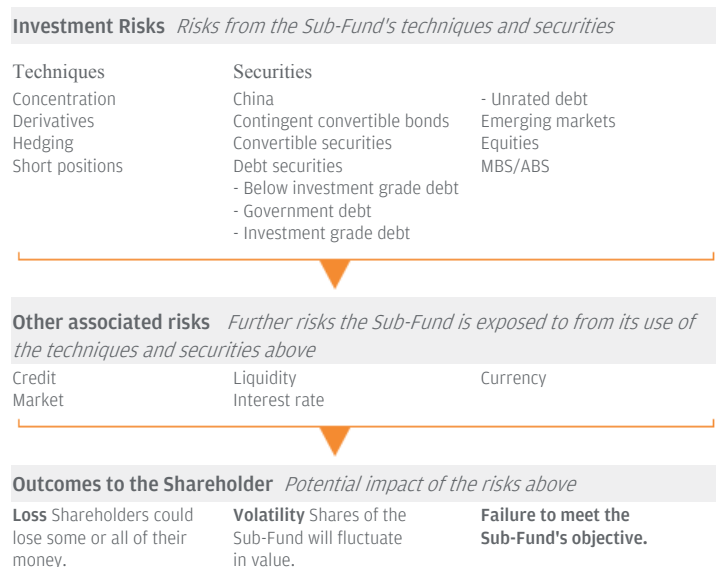 Investment Risks Risks from the Sub-Fund's techniques and securities
Techniques
Concentration
Derivatives
Hedging
Short positions
Securities
China
Contingent convertible bonds
Convertible securities
Debt securities
- Below investment grade debt
- Government debt
- Investment grade debt
- Unrated debt
Emerging markets
Equities
MBS/ABS
Other associated risks Further risks the Sub-Fund is exposed to from its use of
the techniques and securities above
Credit
Market
Liquidity
Interest rate
Currency
Outcomes to the Shareholder Potential impact of the risks above
Loss Shareholders could
lose some or all of their
money.
Volatility Shares of the
Sub-Fund will fluctuate
in value.
Failure to meet the
Sub-Fund's objective.